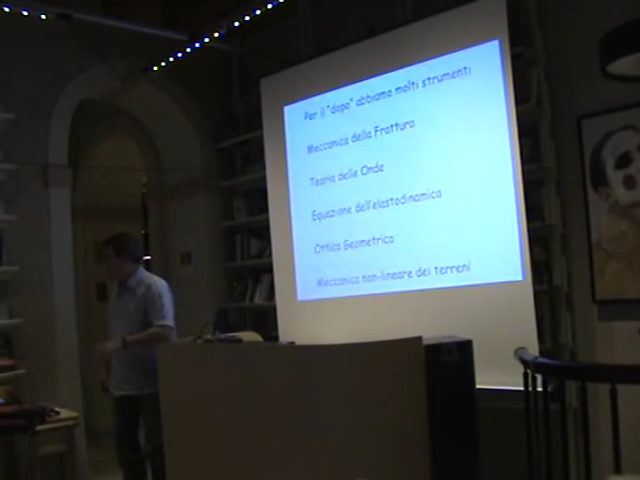 Per il "dopo" abbiamo molti strumenti
Meccanica della Frattura
Teoria delle Onde
Equazione dell'elastodinamica
Ottica Geometrica
Meccanica non-lineare dei terreni